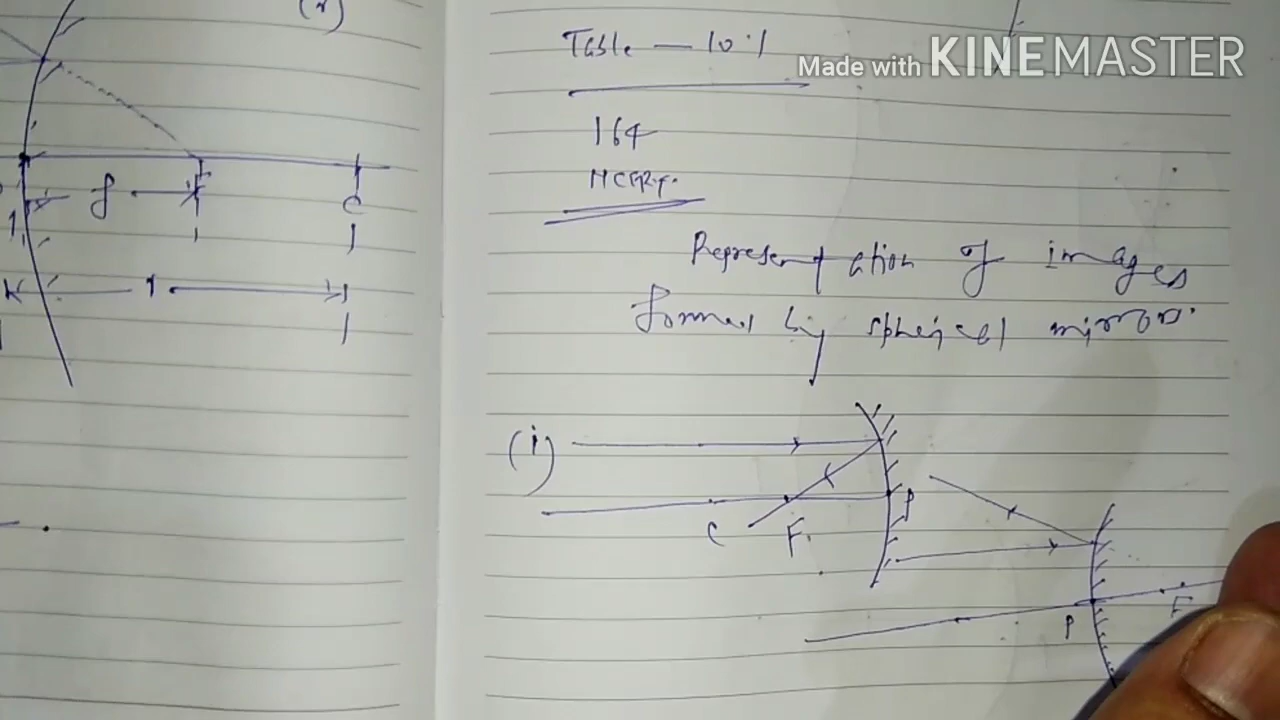 (r)
f
C
r
Table — 10.1
Made with KINEMASTER
164
NCERT.
Representation of images
formed by spherical mirror.
(i)
C
F
P
P
F